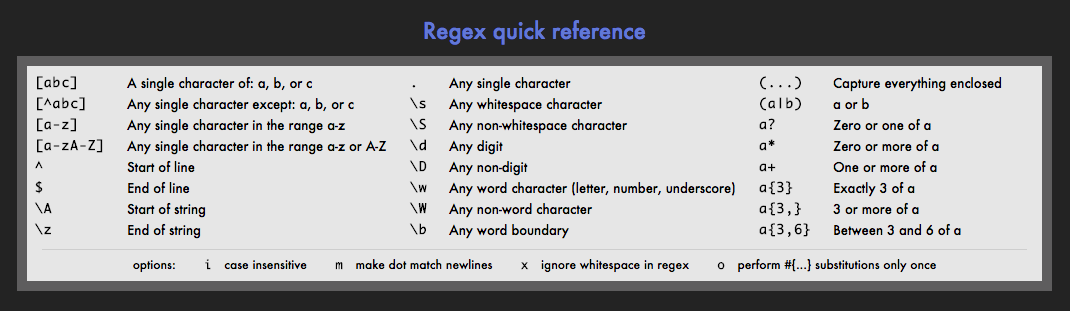 Regex quick reference
[abc] A single character of: a, b, or c . Any single character (...) Capture everything enclosed
[^abc] Any single character except: a, b, or c \s Any whitespace character (a|b) a or b
[a-z] Any single character in the range a-z \S Any non-whitespace character a? Zero or one of a
[a-zA-Z] Any single character in the range a-z or A-Z \d Any digit a* Zero or more of a
^ Start of line \D Any non-digit a+ One or more of a
$ End of line \w Any word character (letter, number, underscore) a{3} Exactly 3 of a
\A Start of string \W Any non-word character a{3,} 3 or more of a
\z End of string \b Any word boundary a{3,6} Between 3 and 6 of a
options: i case insensitive m make dot match newlines x ignore whitespace in regex o perform #{...} substitutions only once